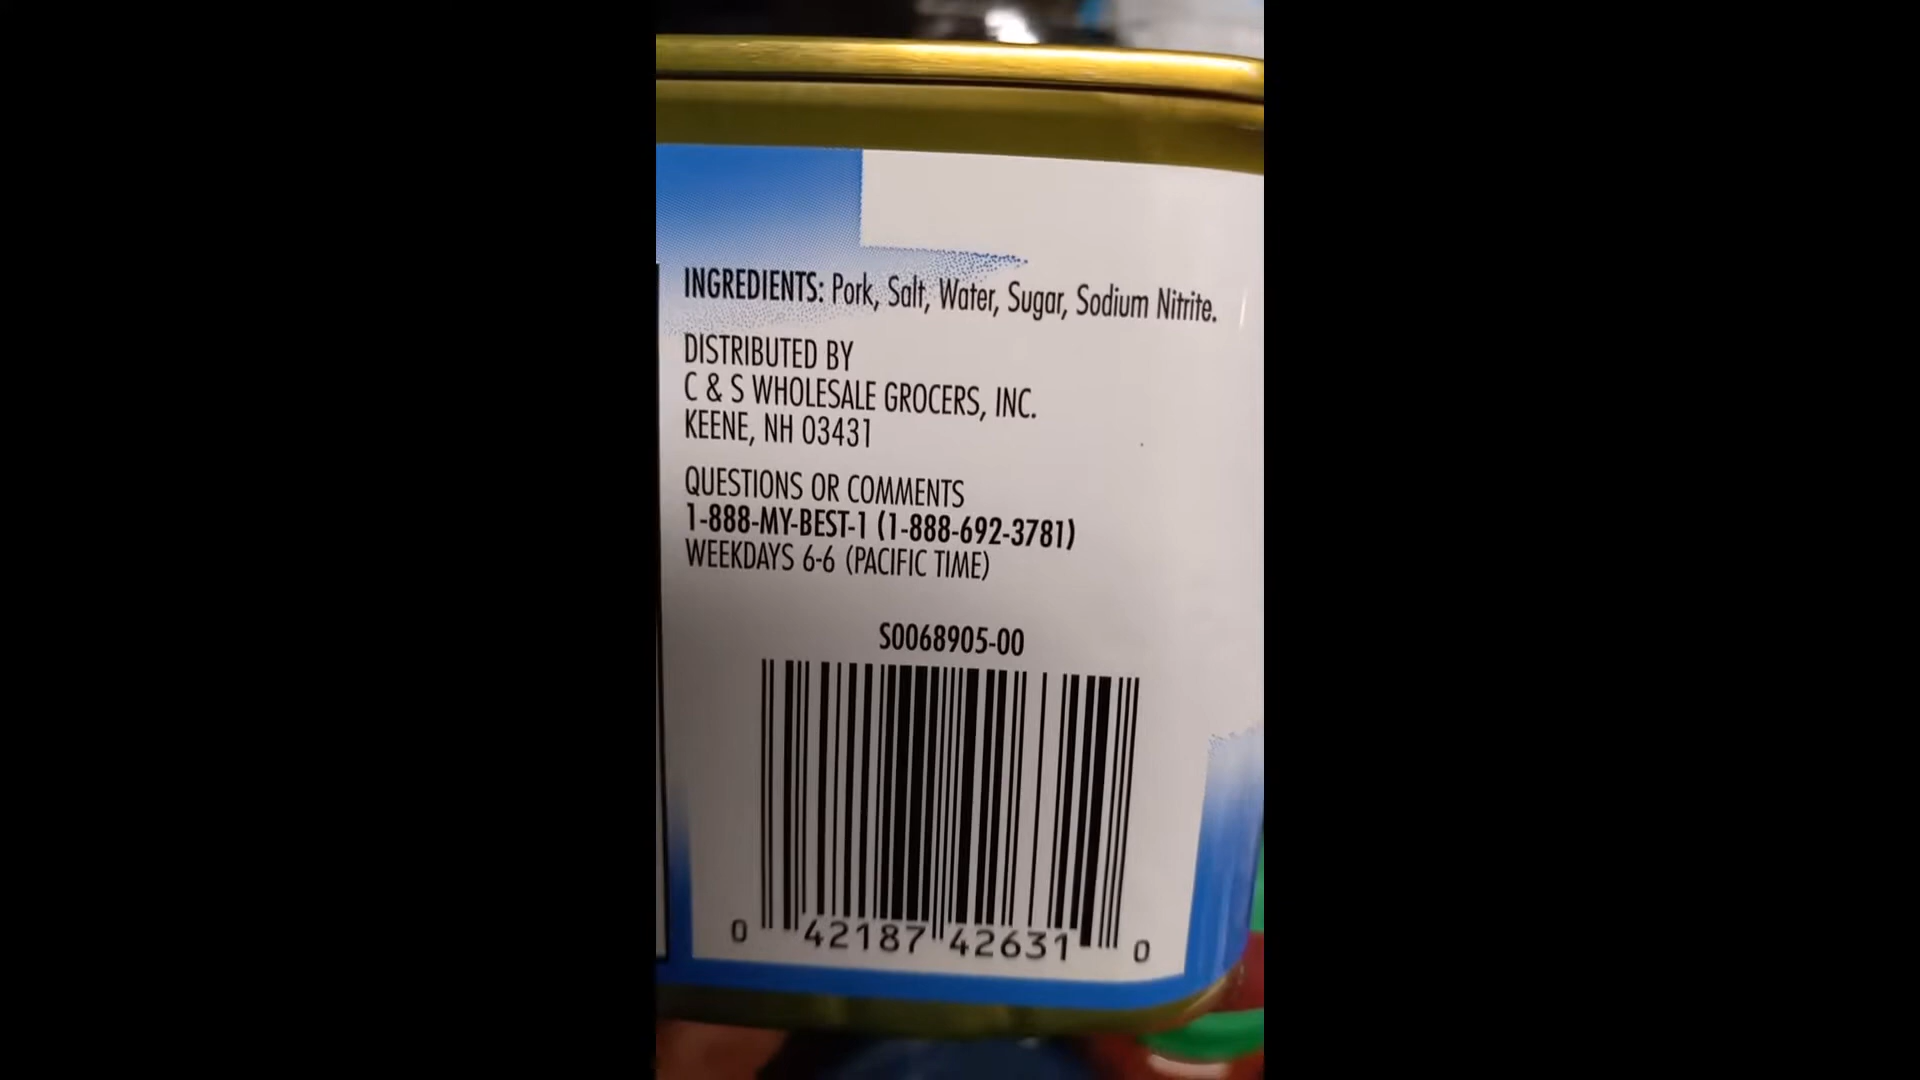 INGREDIENTS: Pork, Salt, Water, Sugar, Sodium Nitrite.
DISTRIBUTED BY
C & S WHOLESALE GROCERS, INC.
KEENE, NH 03431
QUESTIONS OR COMMENTS
1-888-MY-BEST-1 (1-888-692-3781)
WEEKDAYS 6-6 (PACIFIC TIME)
S0068905-00
0 42187 42631 0